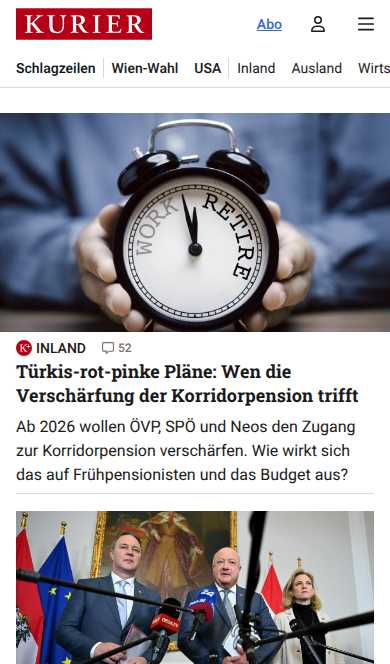 KURIER
Abo
Schlagzeilen Wien-Wahl USA Inland Ausland Wirts
WORK RETIRE
K+ INLAND 52
Türkis-rot-pinke Pläne: Wen die
Verschärfung der Korridorpension trifft
Ab 2026 wollen ÖVP, SPÖ und Neos den Zugang
zur Korridorpension verschärfen. Wie wirkt sich
das auf Frühpensionisten und das Budget aus?